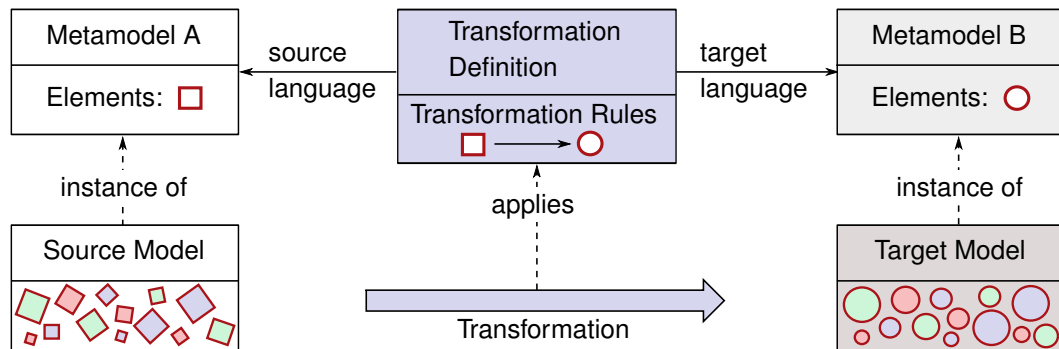 Metamodel A
Elements:
source
language
Transformation
Definition
Transformation Rules
target
language
Metamodel B
Elements:
instance of
applies
instance of
Source Model
Transformation
Target Model